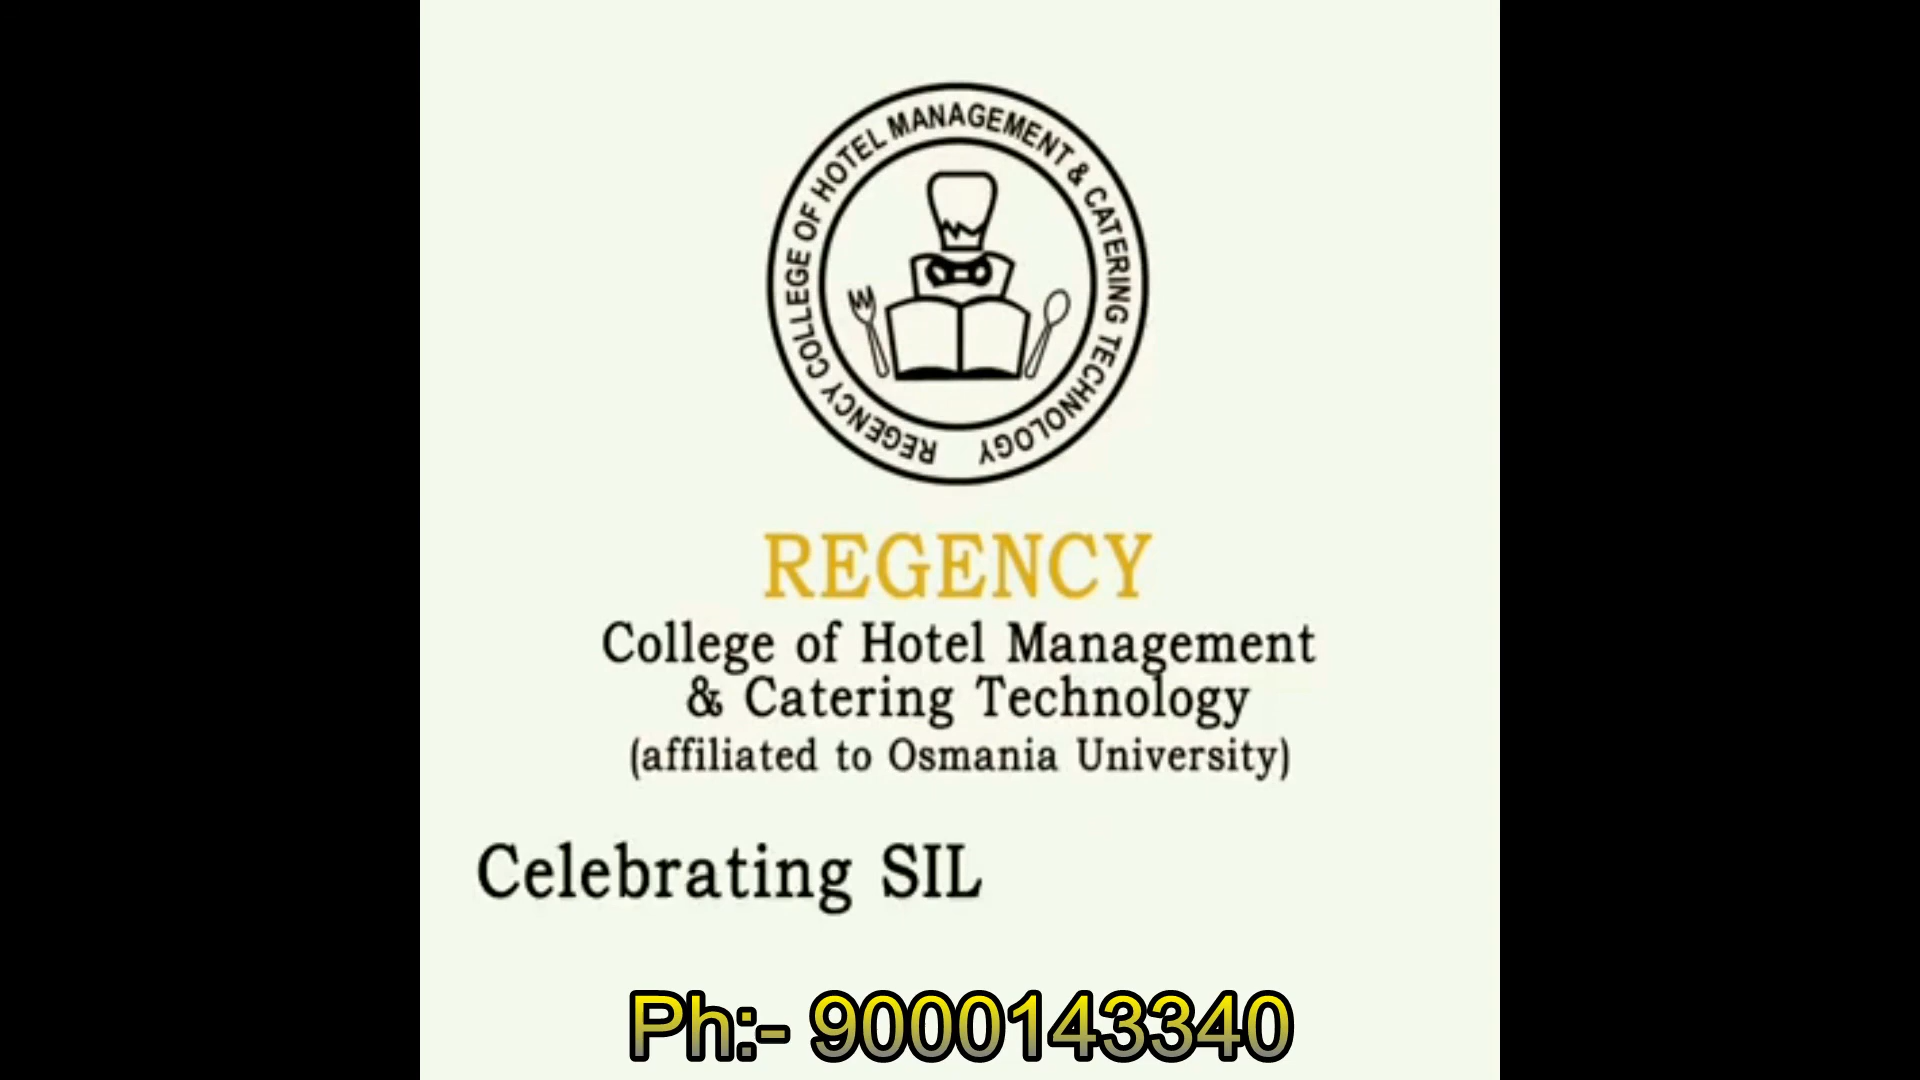 REGENCY COLLEGE OF HOTEL MANAGEMENT & CATERING TECHNOLOGY
REGENCY
College of Hotel Management
& Catering Technology
(affiliated to Osmania University)
Celebrating SIL
Ph:- 9000143340